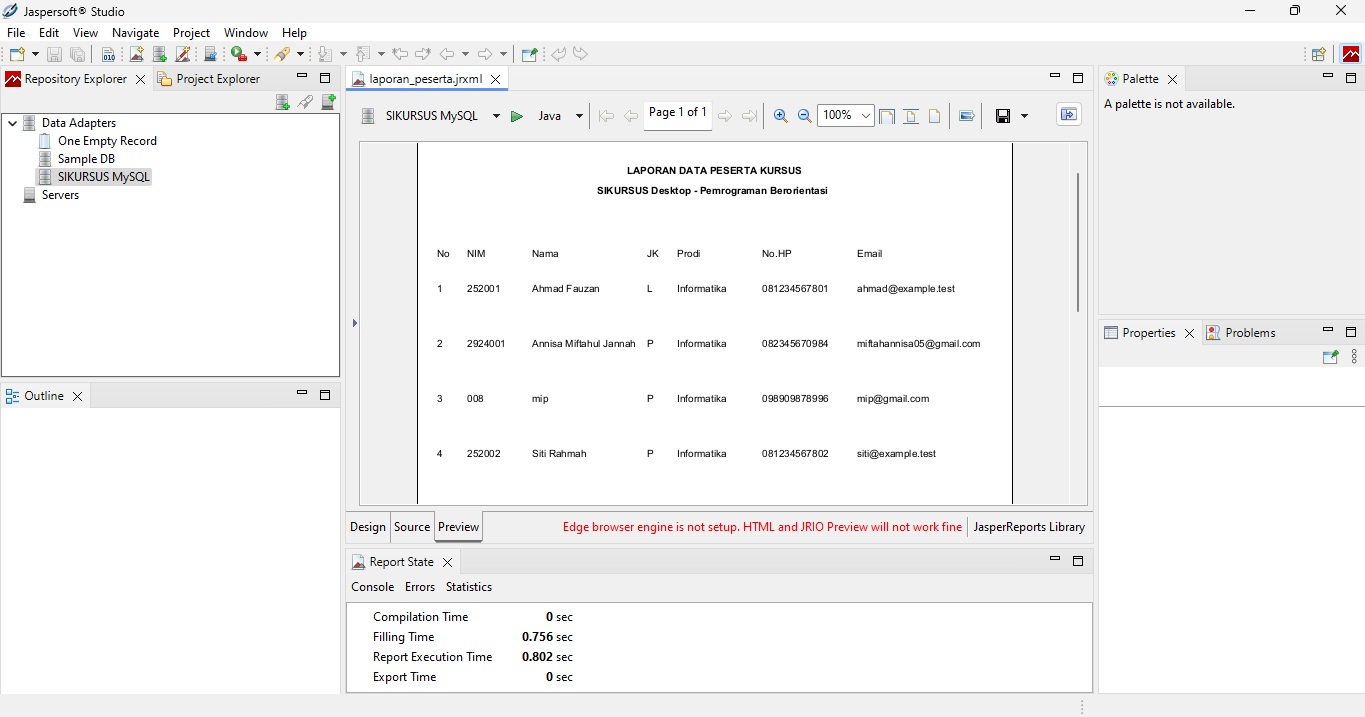 Jaspersoft® Studio
File Edit View Navigate Project Window Help
Repository Explorer Project Explorer
Data Adapters
One Empty Record
Sample DB
SIKURSUS MySQL
Servers
Outline
laporan_peserta.jrxml
SIKURSUS MySQL Java Page 1 of 1 100%
LAPORAN DATA PESERTA KURSUS
SIKURSUS Desktop - Pemrograman Berorientasi
No NIM Nama JK Prodi No.HP Email
1 252001 Ahmad Fauzan L Informatika 081234567801 ahmad@example.test
2 2924001 Annisa Miftahul Jannah P Informatika 082345670984 miftahannisa05@gmail.com
3 008 mip P Informatika 098909878996 mip@gmail.com
4 252002 Siti Rahmah P Informatika 081234567802 siti@example.test
Design Source Preview Edge browser engine is not setup. HTML and JRIO Preview will not work fine JasperReports Library
Report State
Console Errors Statistics
Compilation Time 0 sec
Filling Time 0.756 sec
Report Execution Time 0.802 sec
Export Time 0 sec
Palette
A palette is not available.
Properties Problems